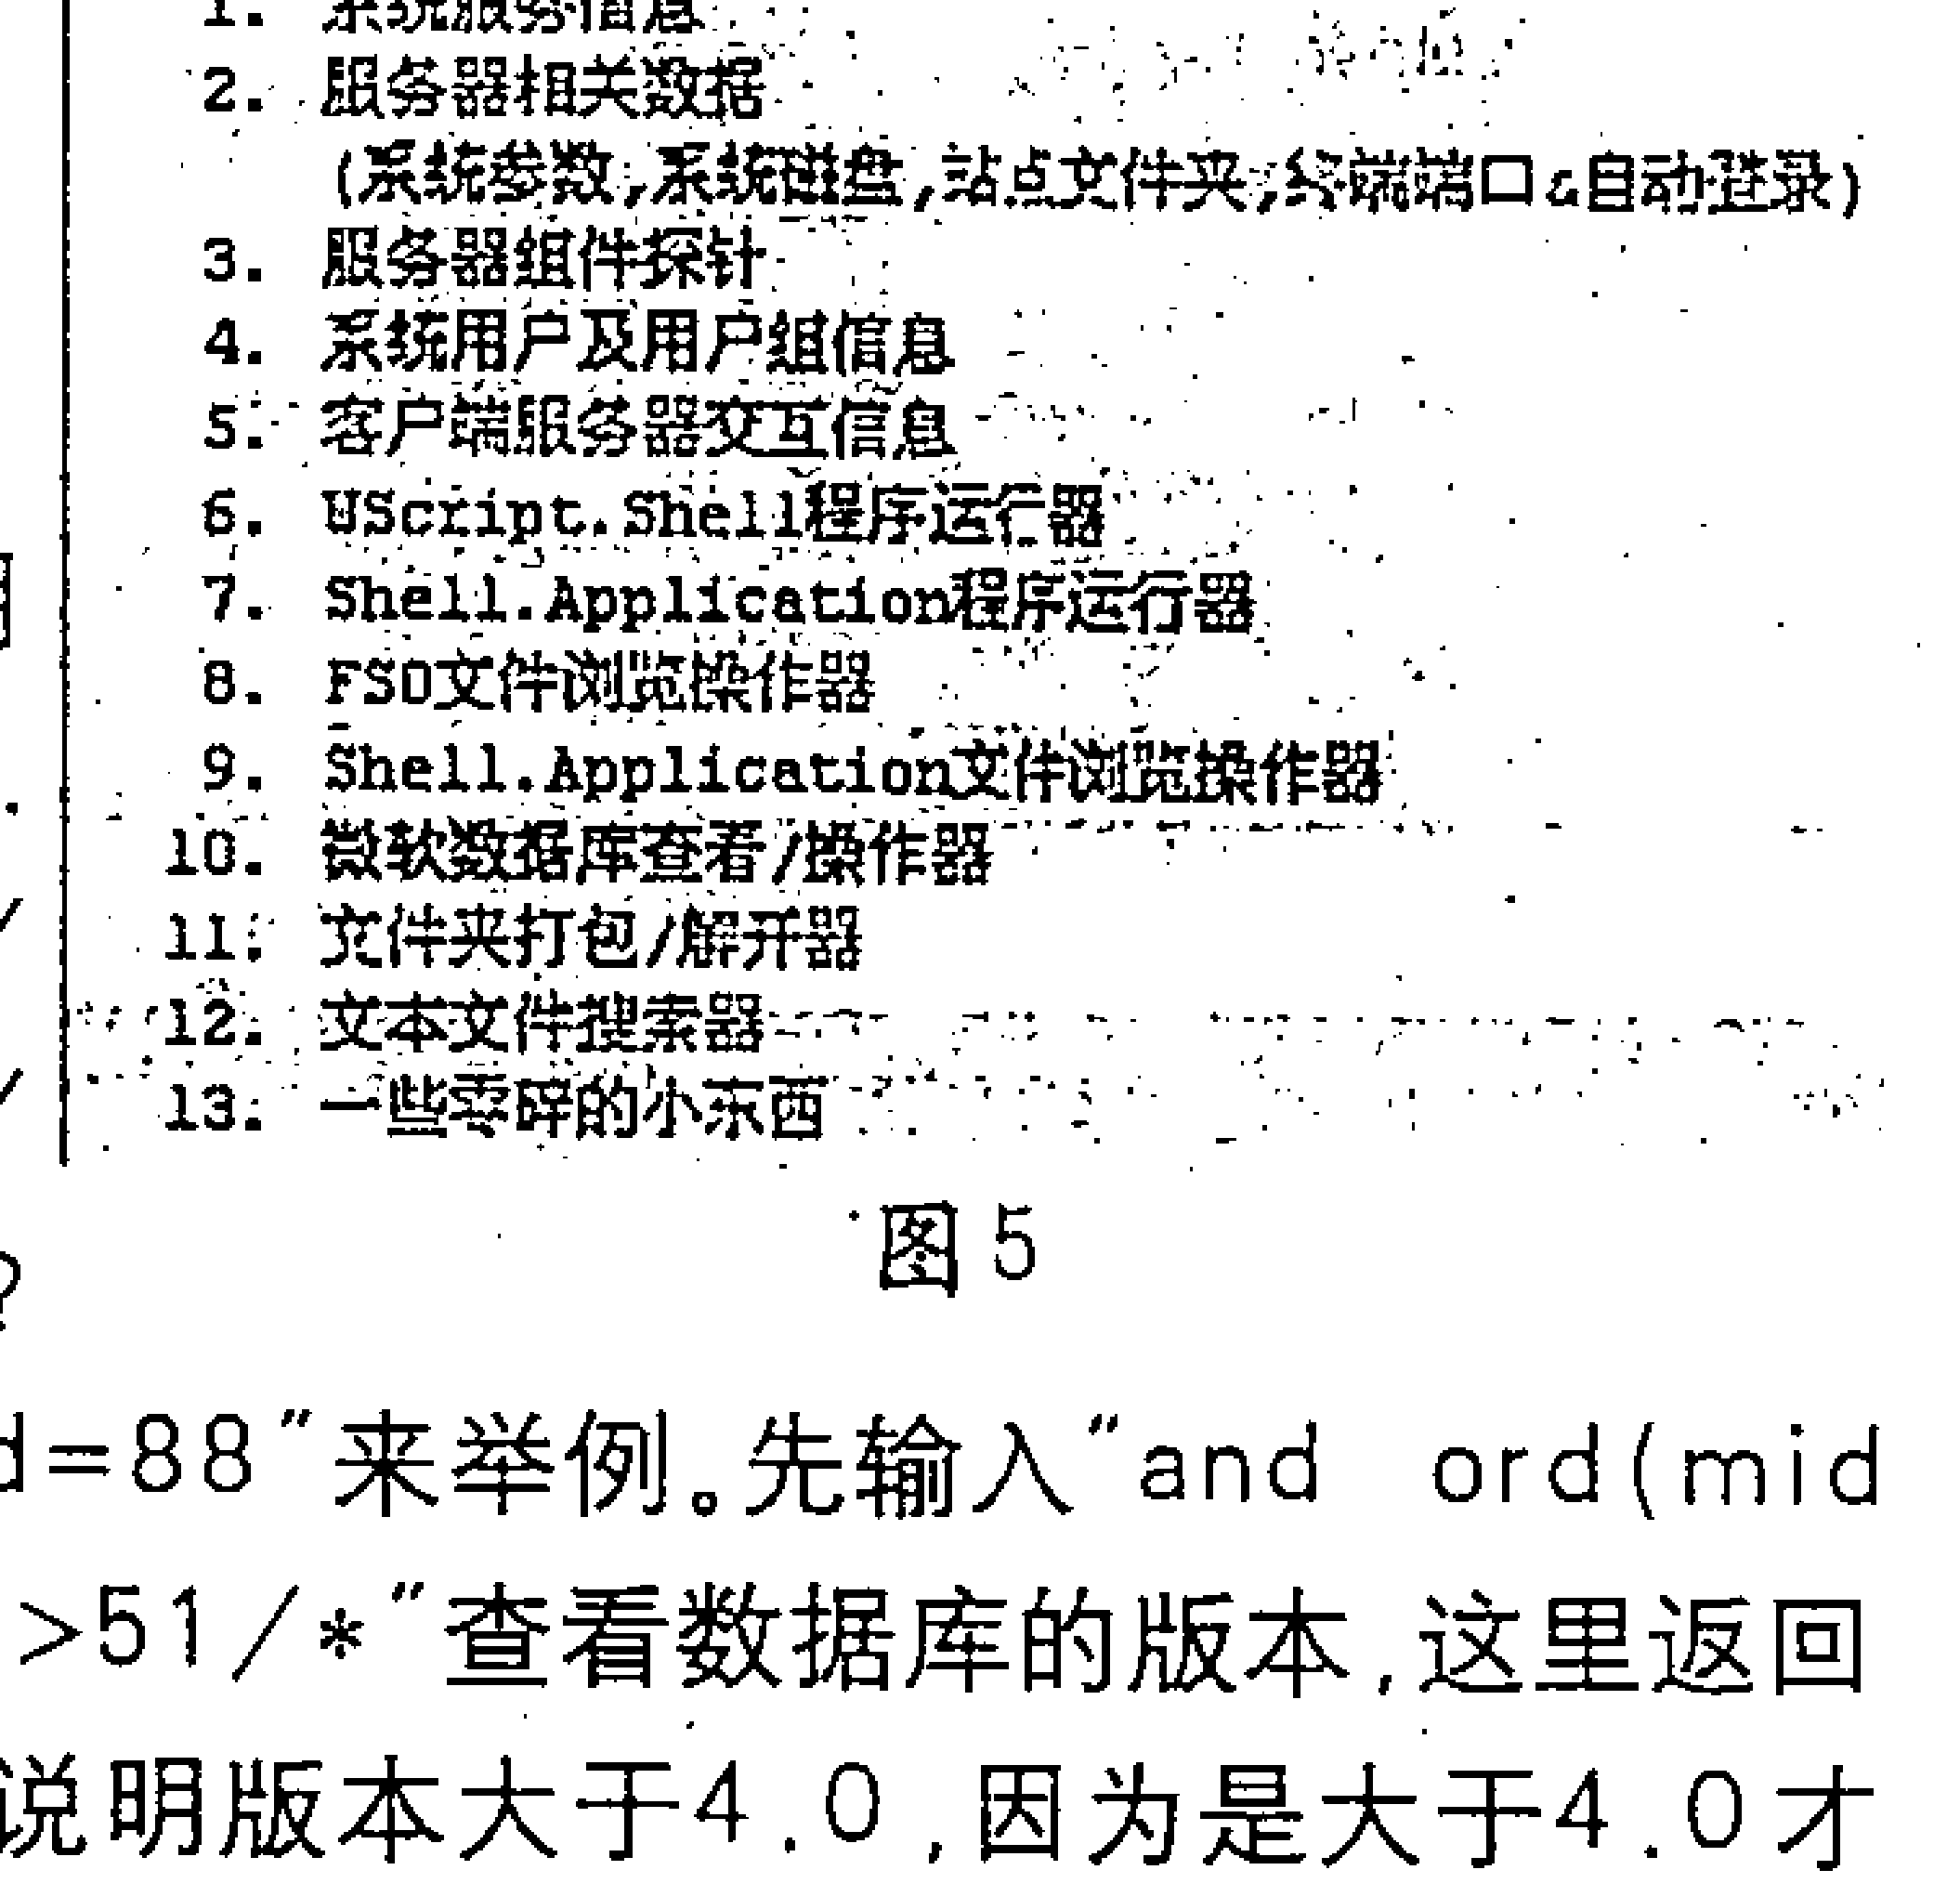 1. 系统服务信息
2. 服务器相关数据
(系统参数,系统磁盘,站点文件夹,终端端口&自动登录)
3. 服务器组件探针
4. 系统用户及用户组信息
5. 客户端服务器交互信息
6. WScript.Shell程序运行器
7. Shell.Application程序运行器
8. FSO文件浏览操作器
9. Shell.Application文件浏览操作器
10. 微软数据库查看/操作器
11. 文件夹打包/解开器
12. 文本文件搜索器
13. 一些零碎的小东西
图 5
?
d=88"来举例。先输入"and ord(mid
>51/*"查看数据库的版本,这里返回
说明版本大于4.0,因为是大于4.0才